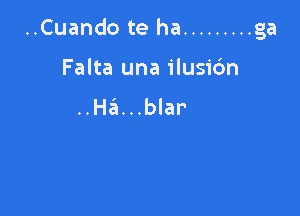 ..Cuando te ha.........ga
Falta una ilusión
..Há...blar